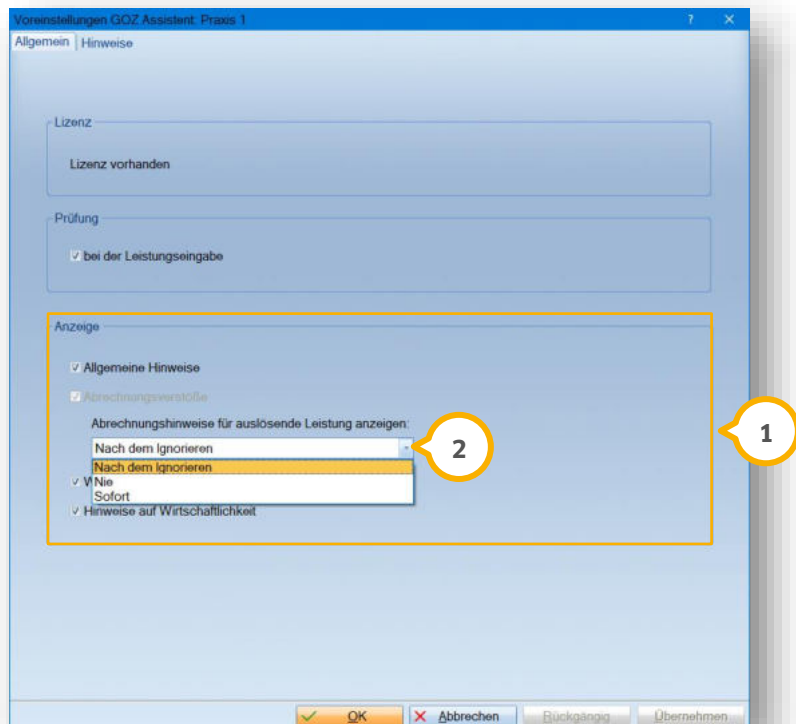 Voreinstellungen GOZ Assistent: Praxis 1 ?
Allgemein Hinweise
Lizenz
Lizenz vorhanden
Prüfung
bei der Leistungseingabe
Anzeige
Allgemeine Hinweise
Abrechnungsverstöße
Abrechnungshinweise für auslösende Leistung anzeigen:
Nach dem Ignorieren
Nach dem Ignorieren
Nie
Sofort
Hinweise auf Wirtschaftlichkeit
1
2
OK Abbrechen Rückgängig Übernehmen